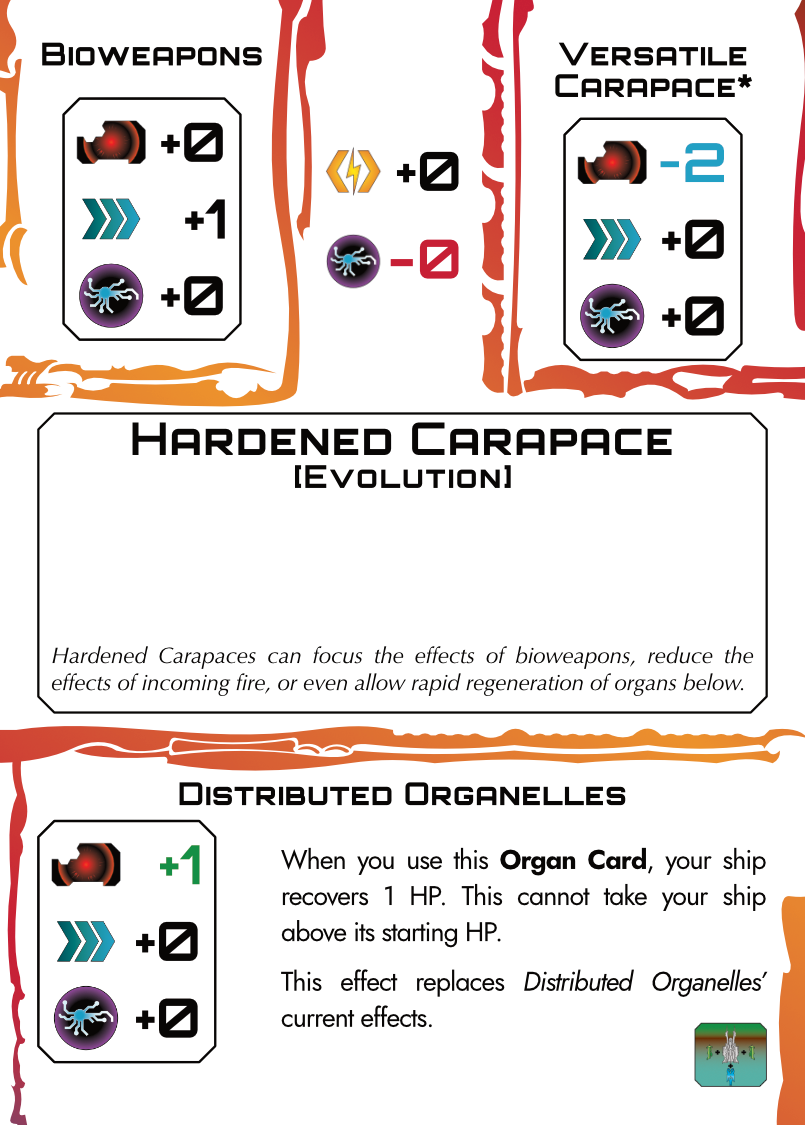 BIOWEAPONS
+0
+1
+0
+0
-0
VERSATILE
CARAPACE*
-2
+0
+0
HARDENED CARAPACE
[EVOLUTION]
Hardened Carapaces can focus the effects of bioweapons, reduce the
effects of incoming fire, or even allow rapid regeneration of organs below.
DISTRIBUTED ORGANELLES
+1
+0
+0
When you use this Organ Card, your ship
recovers 1 HP. This cannot take your ship
above its starting HP.
This effect replaces Distributed Organelles’
current effects.